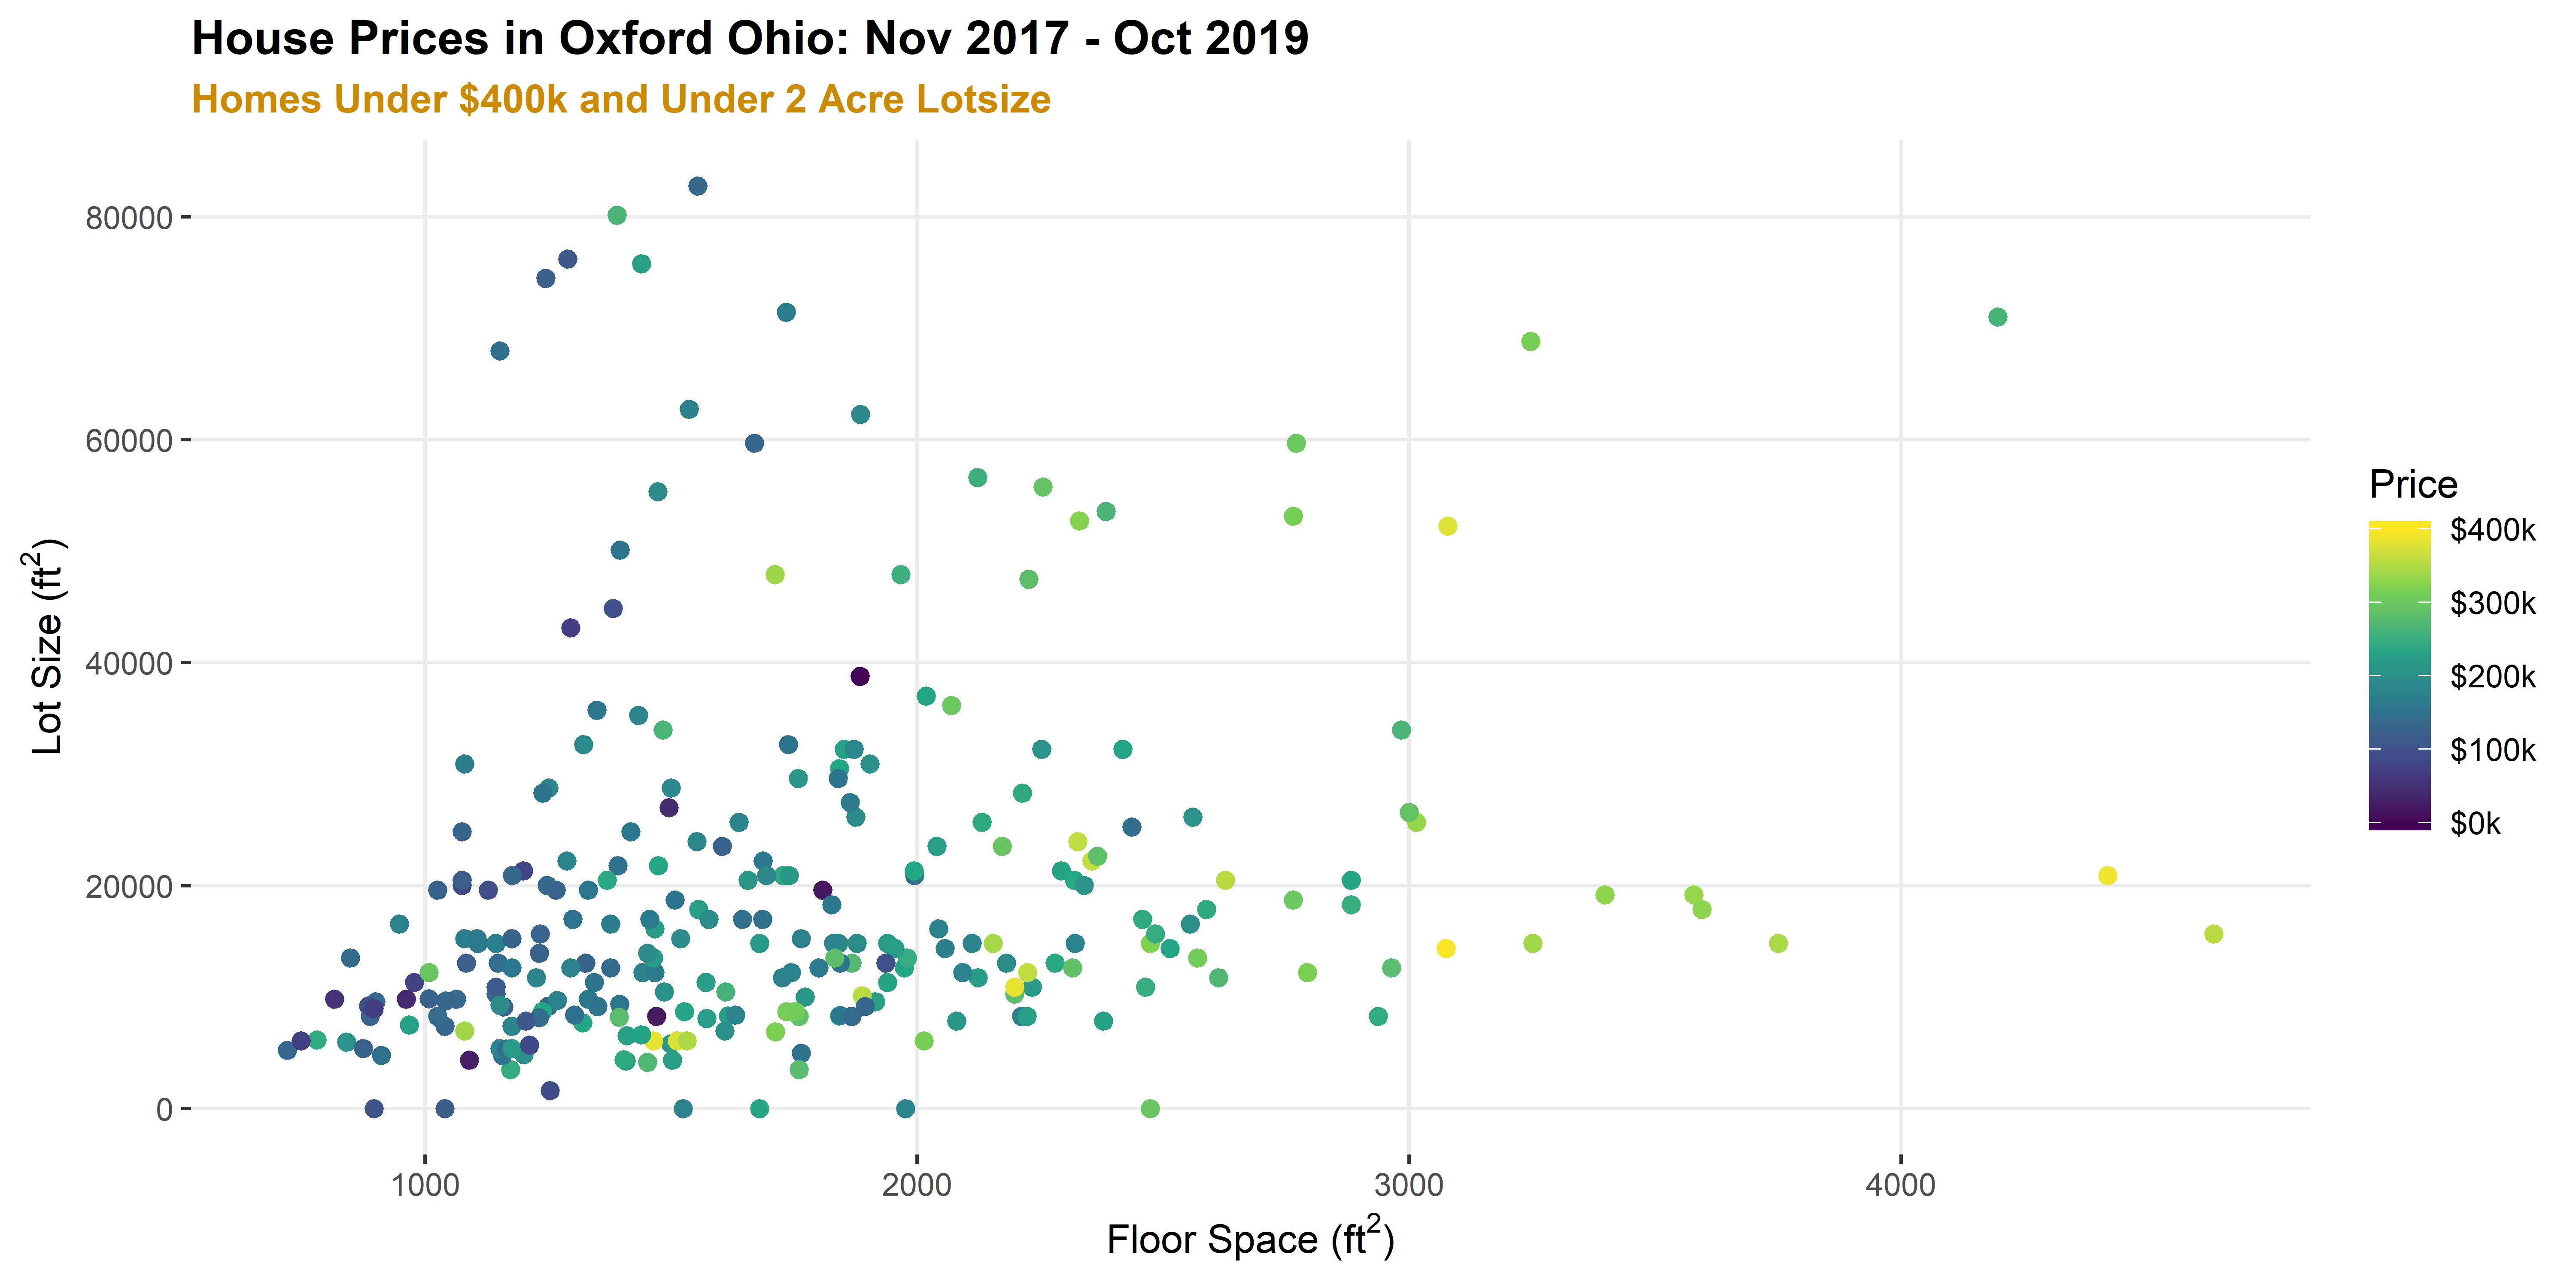 House Prices in Oxford Ohio: Nov 2017 - Oct 2019
Homes Under $400k and Under 2 Acre Lotsize
80000
60000
40000
20000
0
Lot Size (ft²)
1000
2000
3000
4000
Floor Space (ft²)
Price
$400k
$300k
$200k
$100k
$0k